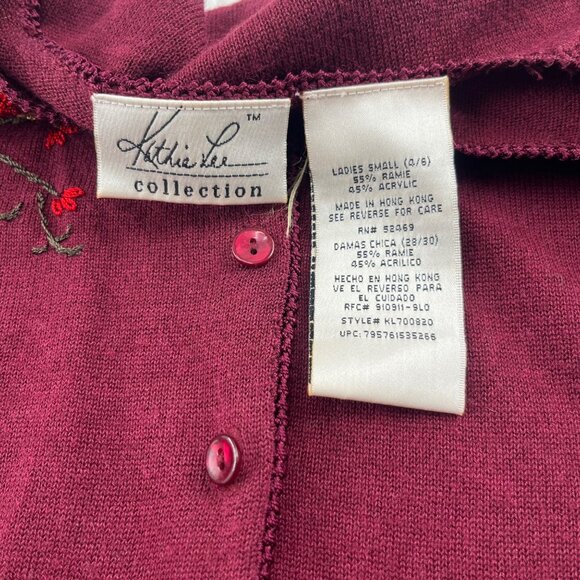 Kathie Lee ™
collection
LADIES SMALL (4/6)
55% RAMIE
45% ACRYLIC
MADE IN HONG KONG
SEE REVERSE FOR CARE
RN# 52469
DAMAS CHICA (28/30)
55% RAMIE
45% ACRILICO
HECHO EN HONG KONG
VE EL REVERSO PARA
EL CUIDADO
RFC# 910911-9L0
STYLE# KL700820
UPC: 795761535266